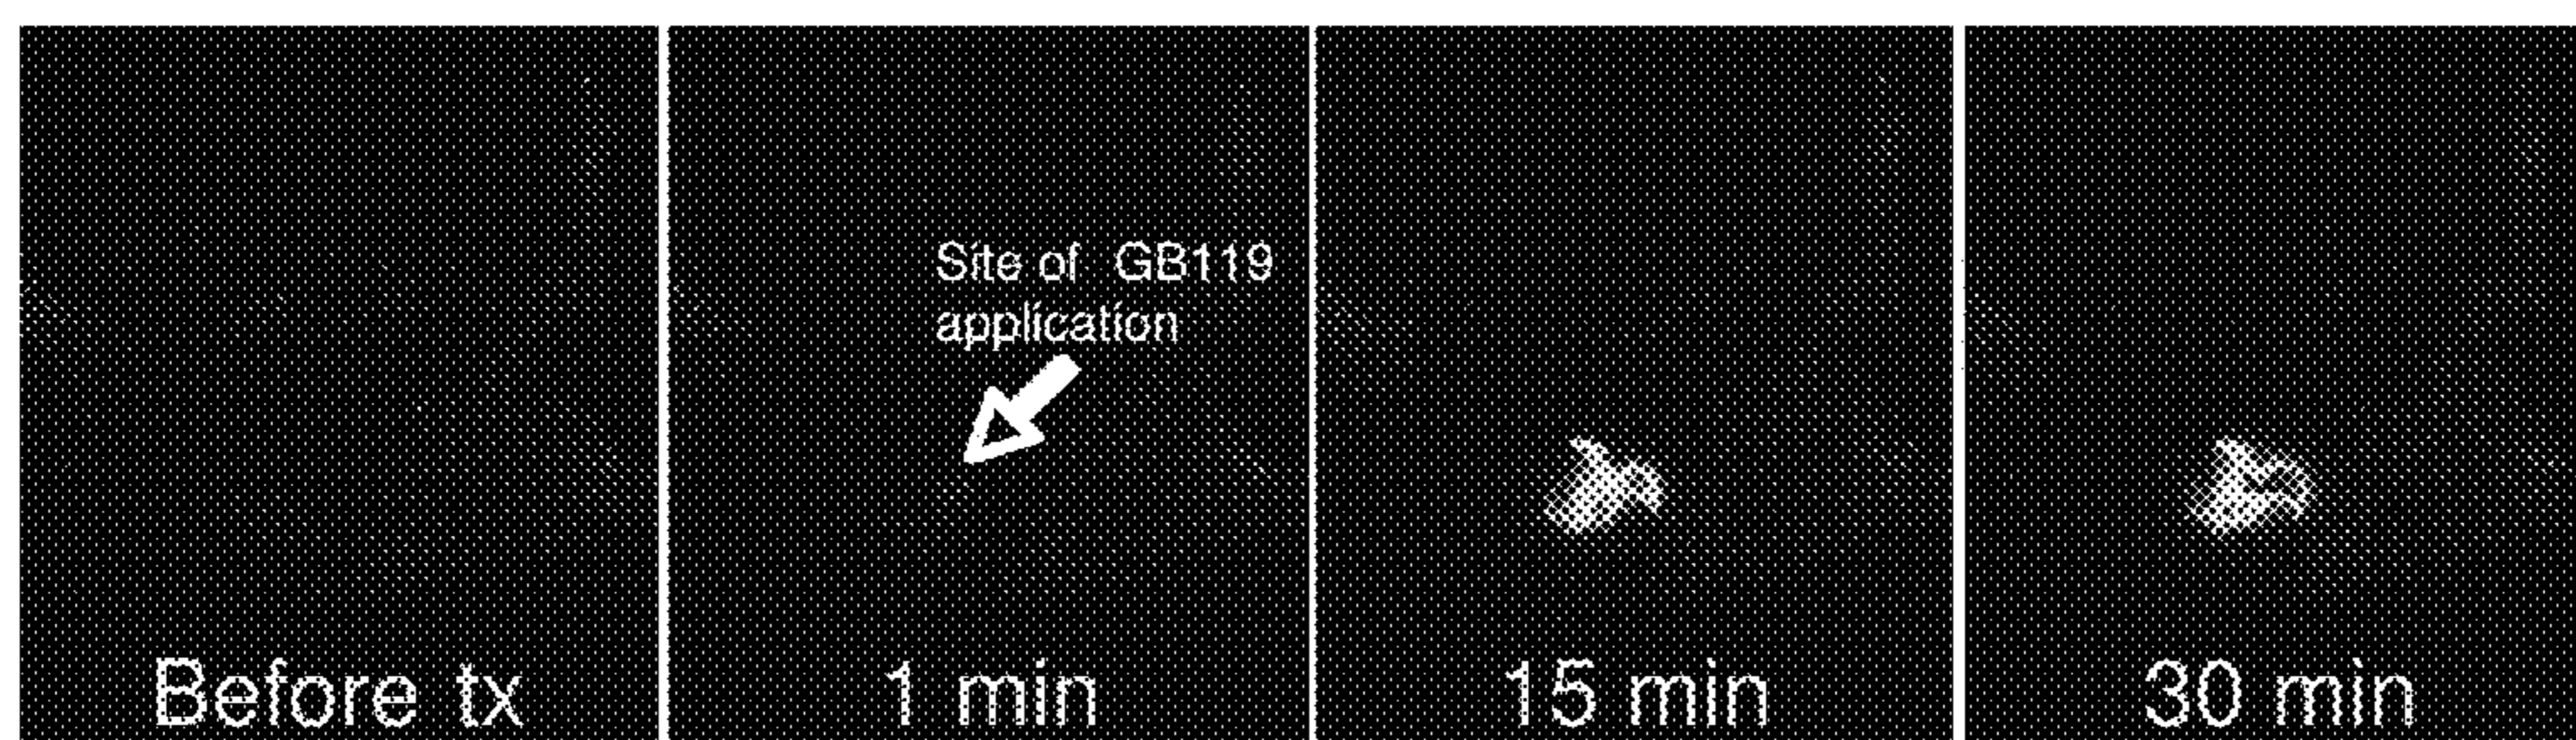 Before tx
Site of GB119
application
1 min
15 min
30 min